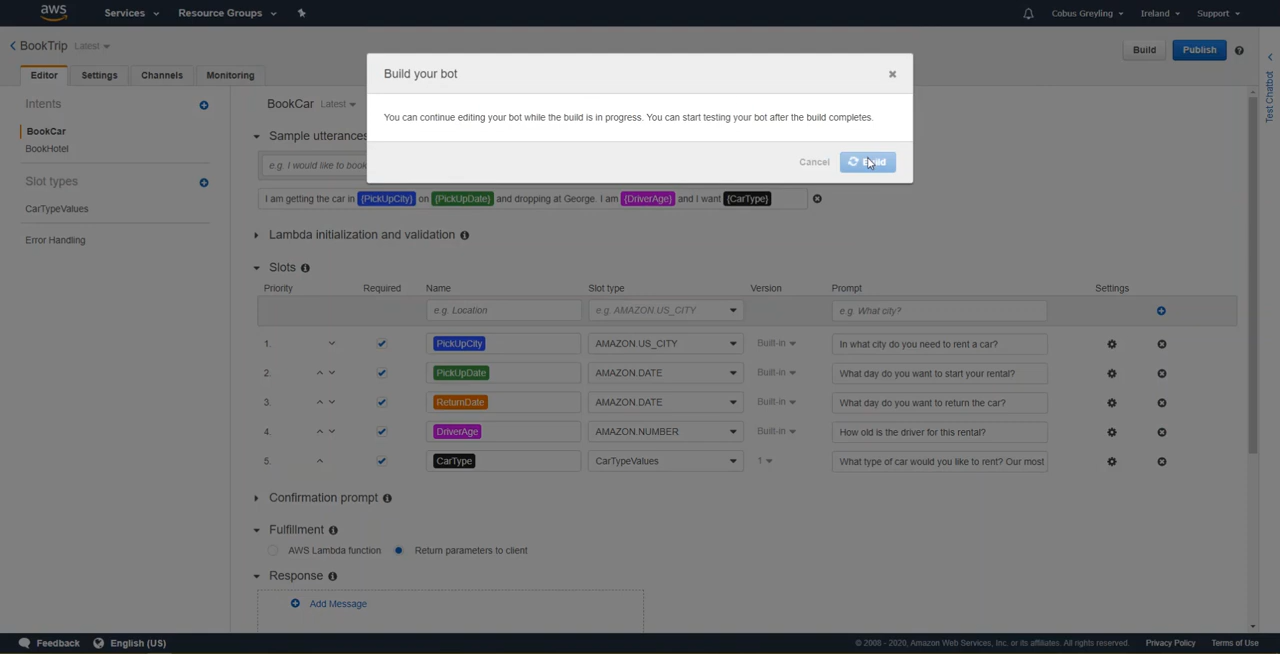 aws Services Resource Groups Cobus Greyling Ireland Support
BookTrip Latest Build Publish
Editor Settings Channels Monitoring
Build your bot
You can continue editing your bot while the build is in progress. You can start testing your bot after the build completes.
Cancel Build
Test Chatbot
Intents
BookCar
BookHotel
Slot types
CarTypeValues
Error Handling
BookCar Latest
Sample utterances
e.g. I would like to book
I am getting the car in {PickUpCity} on {PickUpDate} and dropping at George. I am {DriverAge} and I want {CarType}
Lambda initialization and validation
Slots
Priority Required Name Slot type Version Prompt Settings
e.g. Location e.g. AMAZON.US_CITY e.g. What city?
1. PickUpCity AMAZON.US_CITY Built-in In what city do you need to rent a car?
2. PickUpDate AMAZON.DATE Built-in What day do you want to start your rental?
3. ReturnDate AMAZON.DATE Built-in What day do you want to return the car?
4. DriverAge AMAZON.NUMBER Built-in How old is the driver for this rental?
5. CarType CarTypeValues 1 What type of car would you like to rent? Our most
Confirmation prompt
Fulfillment
AWS Lambda function Return parameters to client
Response
Add Message
Feedback English (US) © 2008 - 2020, Amazon Web Services, Inc. or its affiliates. All rights reserved. Privacy Policy Terms of Use